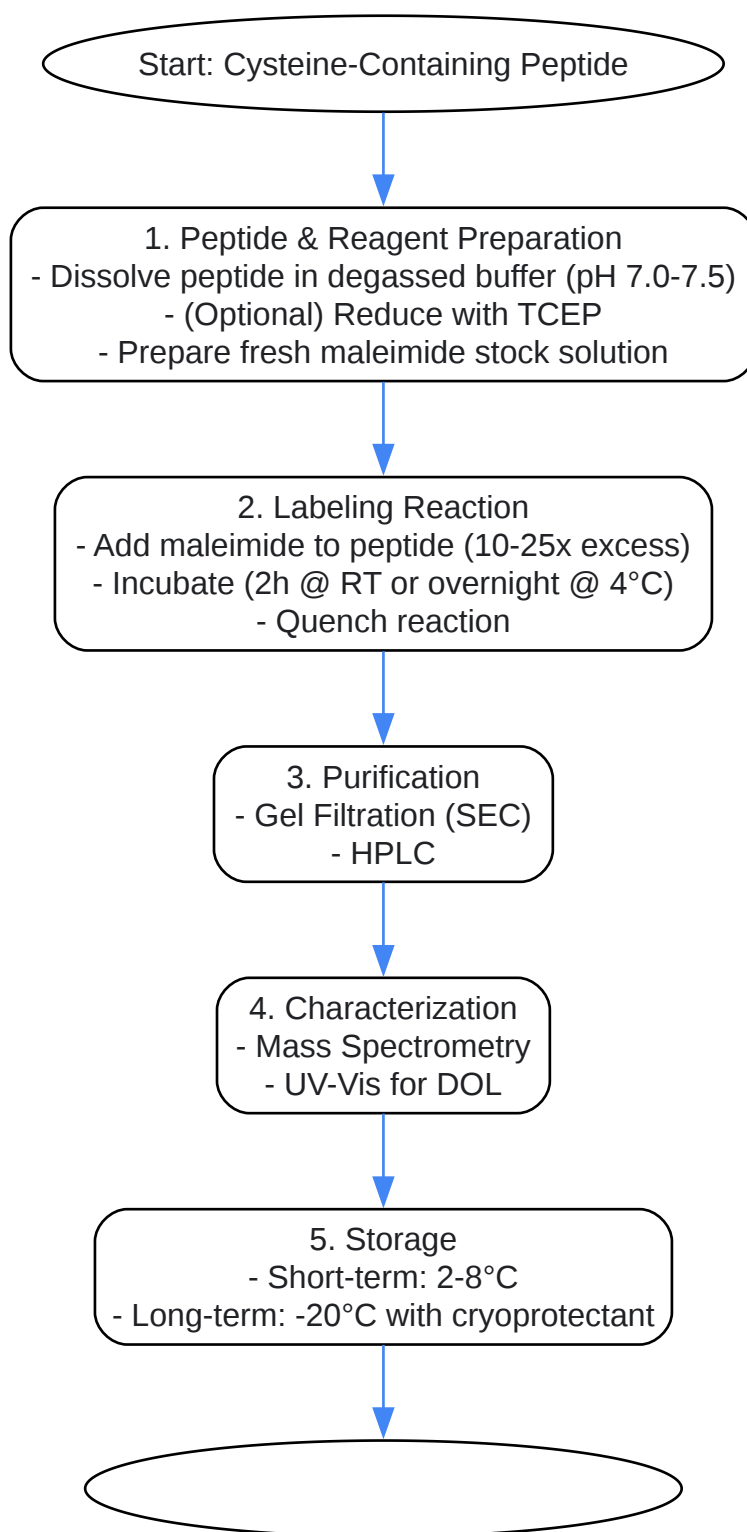 Start: Cysteine-Containing Peptide
1. Peptide & Reagent Preparation
- Dissolve peptide in degassed buffer (pH 7.0-7.5)
- (Optional) Reduce with TCEP
- Prepare fresh maleimide stock solution
2. Labeling Reaction
- Add maleimide to peptide (10-25x excess)
- Incubate (2h @ RT or overnight @ 4°C)
- Quench reaction
3. Purification
- Gel Filtration (SEC)
- HPLC
4. Characterization
- Mass Spectrometry
- UV-Vis for DOL
5. Storage
- Short-term: 2-8°C
- Long-term: -20°C with cryoprotectant